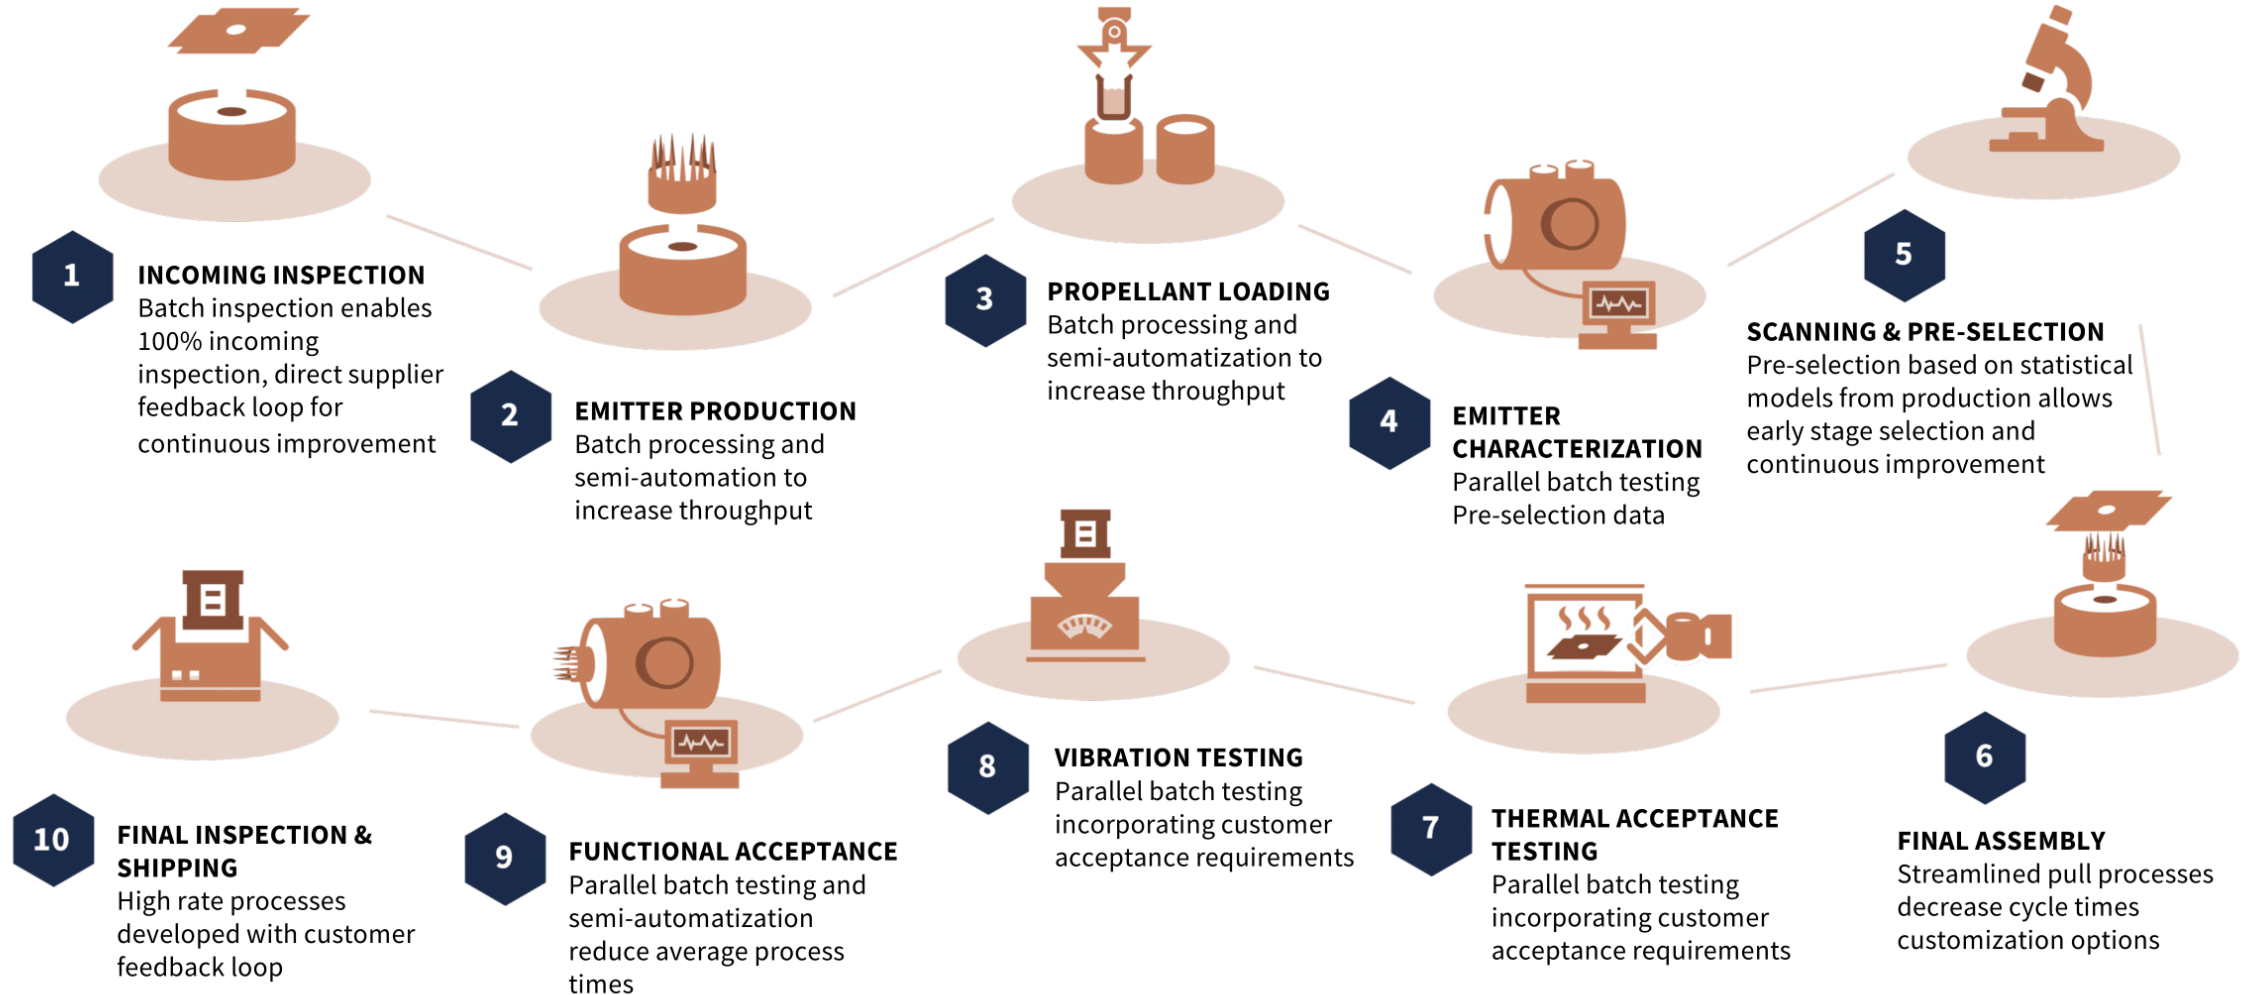 1
INCOMING INSPECTION
Batch inspection enables
100% incoming
inspection, direct supplier
feedback loop for
continuous improvement
2
EMITTER PRODUCTION
Batch processing and
semi-automation to
increase throughput
3
PROPELLANT LOADING
Batch processing and
semi-automatization to
increase throughput
4
EMITTER
CHARACTERIZATION
Parallel batch testing
Pre-selection data
5
SCANNING & PRE-SELECTION
Pre-selection based on statistical
models from production allows
early stage selection and
continuous improvement
6
FINAL ASSEMBLY
Streamlined pull processes
decrease cycle times
customization options
7
THERMAL ACCEPTANCE
TESTING
Parallel batch testing
incorporating customer
acceptance requirements
8
VIBRATION TESTING
Parallel batch testing
incorporating customer
acceptance requirements
9
FUNCTIONAL ACCEPTANCE
Parallel batch testing and
semi-automatization
reduce average process
times
10
FINAL INSPECTION &
SHIPPING
High rate processes
developed with customer
feedback loop